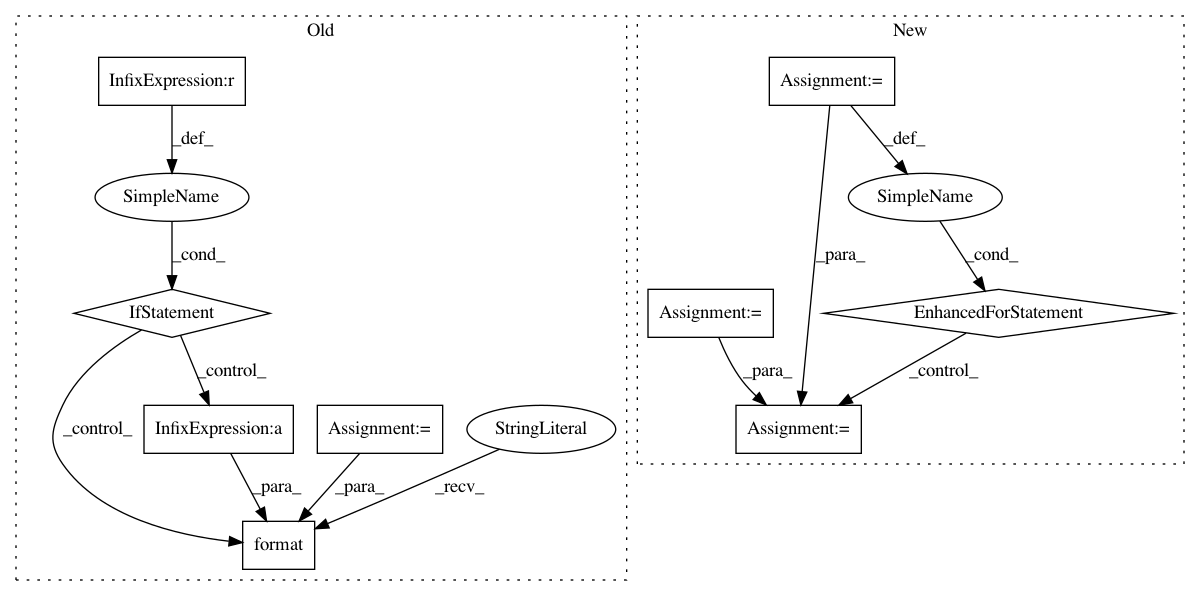 Old
New
InfixExpression:r
Assignment:=
_def_
_def_
SimpleName
SimpleName
_cond_
_para_
_cond_
IfStatement
Assignment:=
EnhancedForStatement
_control_
_para_
_control_
_control_
InfixExpression:a
Assignment:=
StringLiteral
Assignment:=
_para_
_para_
_recv_
format